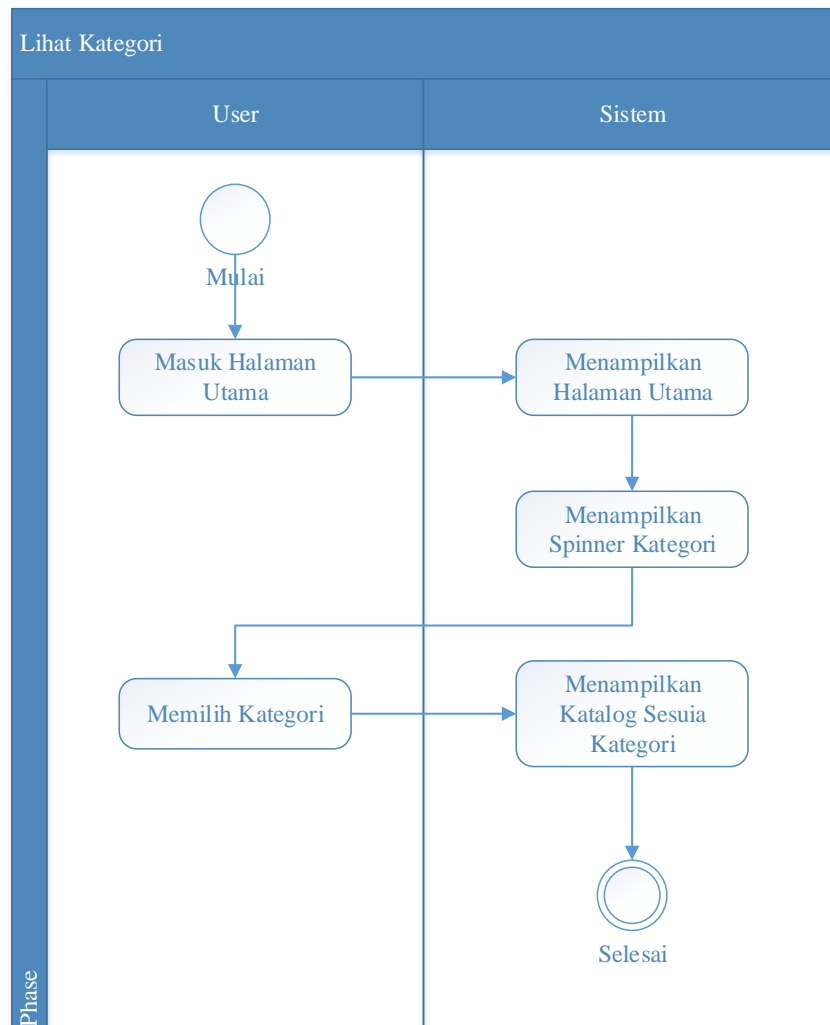 Lihat Kategori
User
Sistem
Mulai
Masuk Halaman
Utama
Menampilkan
Halaman Utama
Menampilkan
Spinner Kategori
Memilih Kategori
Menampilkan
Katalog Sesuia
Kategori
Selesai
Phase